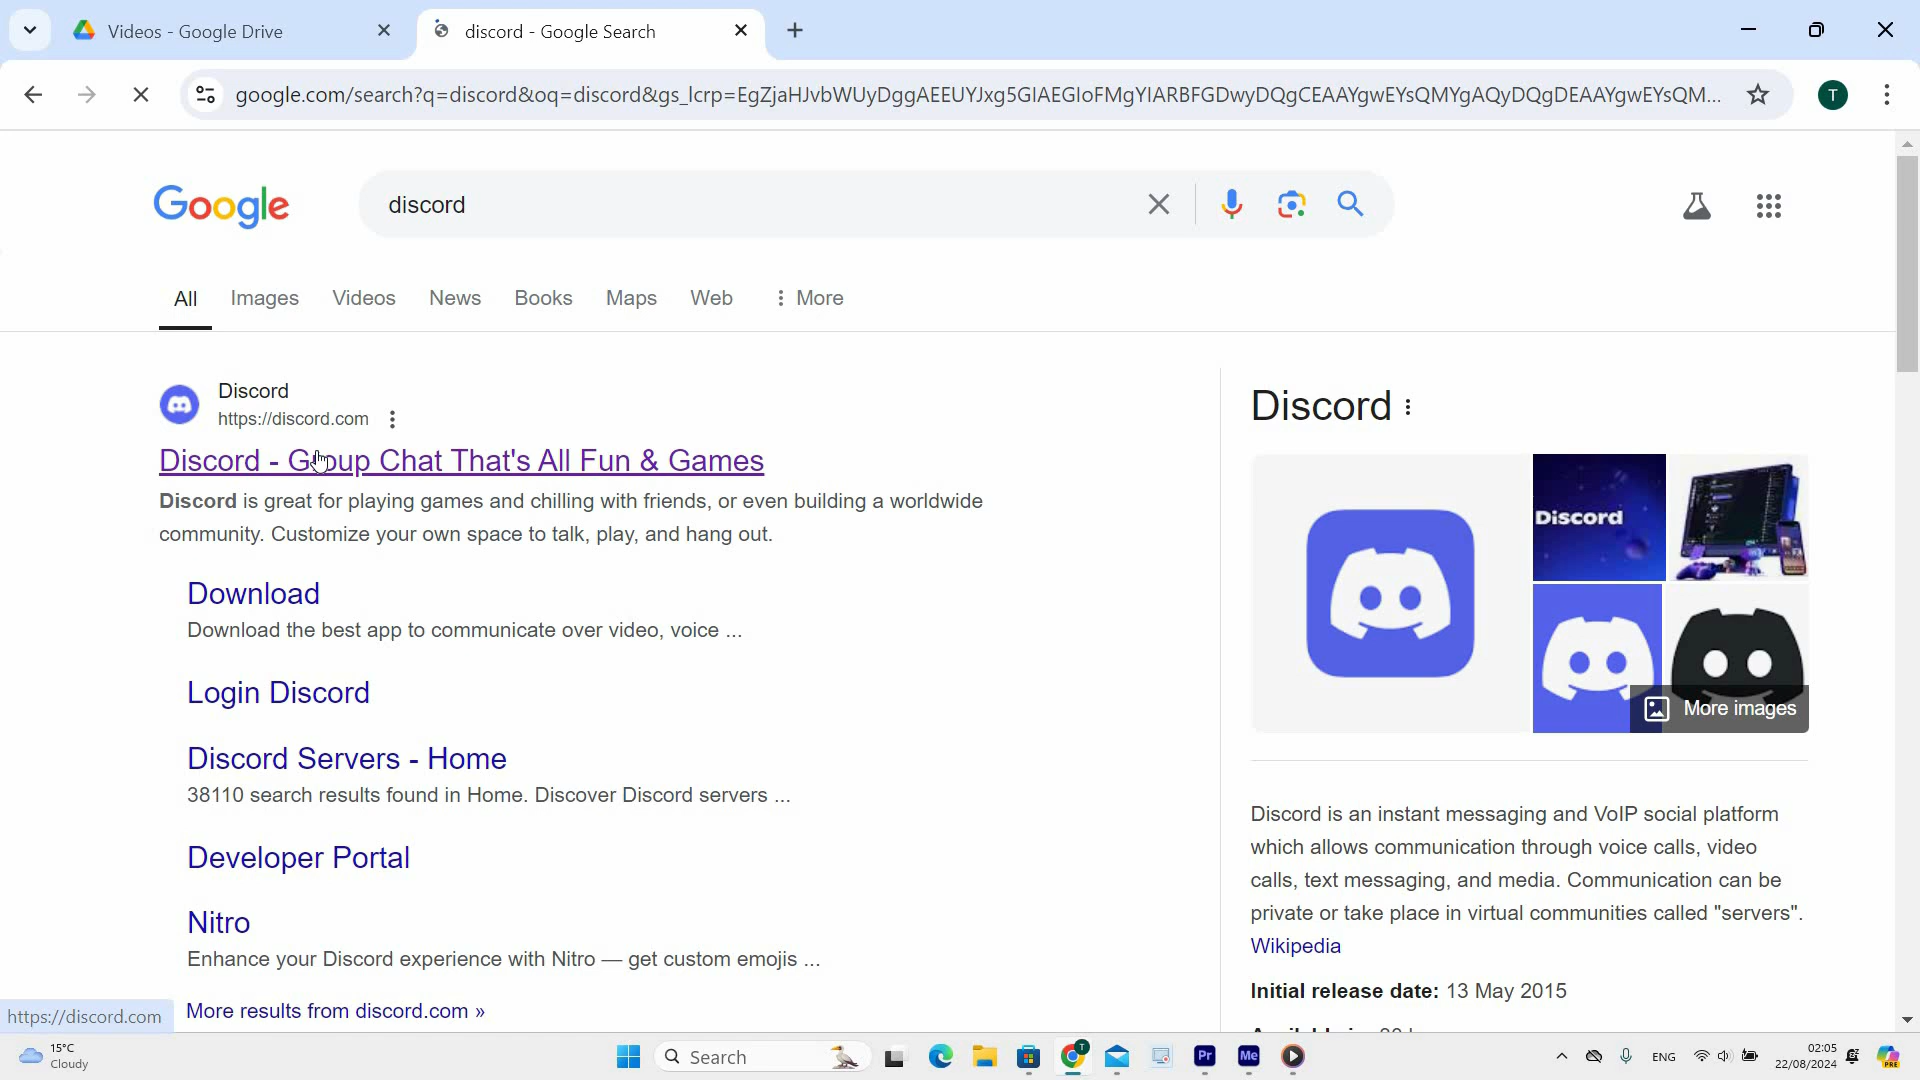 Videos - Google Drive
discord - Google Search
google.com/search?q=discord&oq=discord&gs_lcrp=EgZjaHJvbWUyDggAEEUYJxg5GIAEGIoFMgYIARBFGDwyDQgCEAAYgwEYsQMYgAQyDQgDEAAYgwEYsQM...
T
Google
discord
All
Images
Videos
News
Books
Maps
Web
More
Discord
https://discord.com
Discord - Group Chat That's All Fun & Games
Discord is great for playing games and chilling with friends, or even building a worldwide
community. Customize your own space to talk, play, and hang out.
Download
Download the best app to communicate over video, voice ...
Login Discord
Discord Servers - Home
38110 search results found in Home. Discover Discord servers ...
Developer Portal
Nitro
Enhance your Discord experience with Nitro — get custom emojis ...
More results from discord.com »
https://discord.com
Discord
Discord
More images
Discord is an instant messaging and VoIP social platform
which allows communication through voice calls, video
calls, text messaging, and media. Communication can be
private or take place in virtual communities called "servers".
Wikipedia
Initial release date: 13 May 2015
15°C
Cloudy
Search
T
Pr
Me
ENG
02:05
22/08/2024
PRE